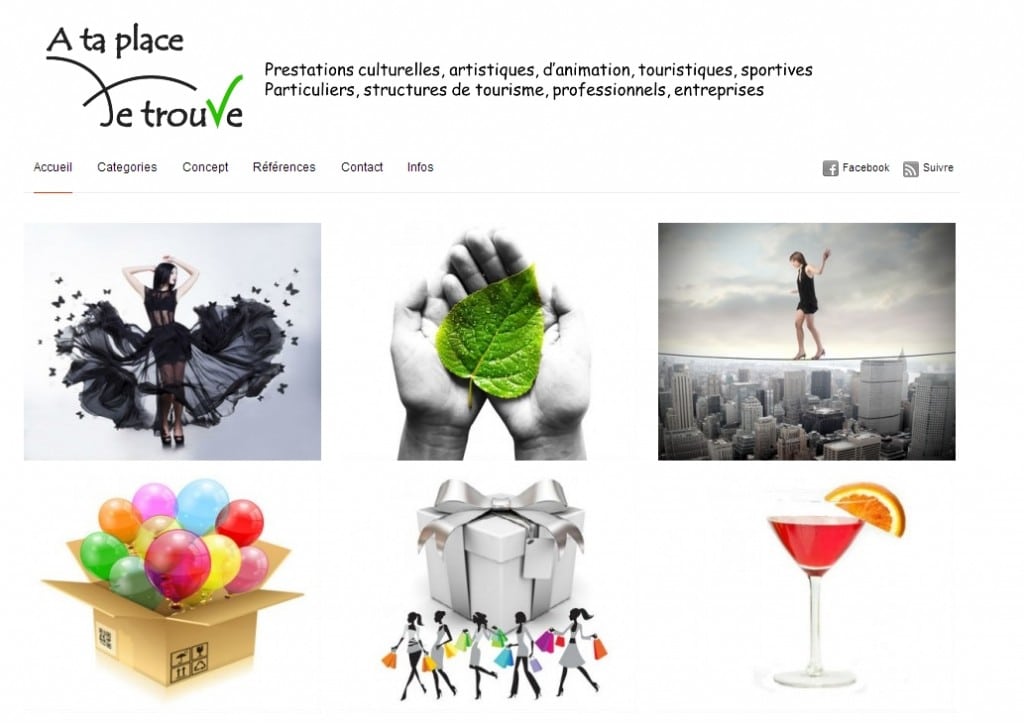 A ta place
Je trouve
Prestations culturelles, artistiques, d’animation, touristiques, sportives
Particuliers, structures de tourisme, professionnels, entreprises
Accueil Categories Concept Références Contact Infos Facebook Suivre